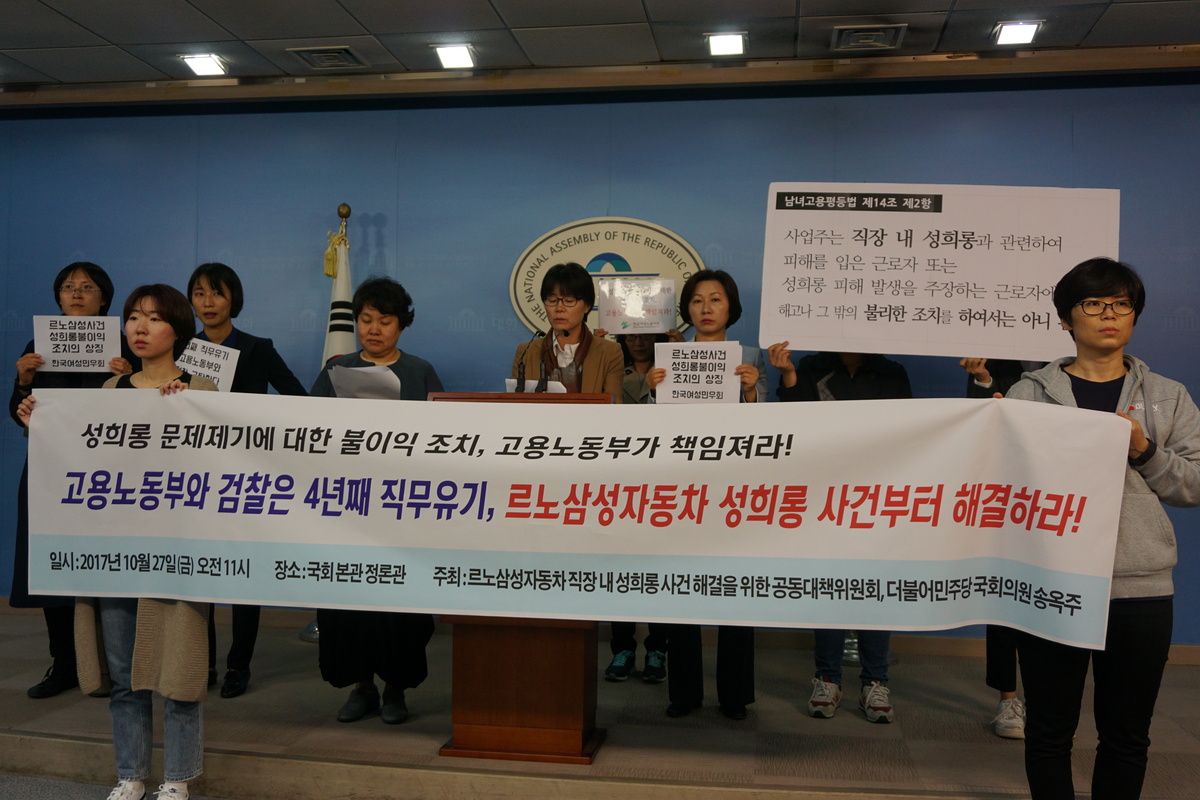 THE NATIONAL ASSEMBLY OF THE REPUBLIC
남녀고용평등법 제14조 제2항
사업주는 직장 내 성희롱과 관련하여
피해를 입은 근로자 또는
성희롱 피해 발생을 주장하는 근로자에
해고나 그 밖의 불리한 조치를 하여서는 아니
르노삼성사건
성희롱불이익
조치의 상징
한국여성민우회
직무유기
고용노동부와
르노삼성사건
성희롱불이익
조치의 상징
한국여성민우회
성희롱 문제제기에 대한 불이익 조치, 고용노동부가 책임져라!
고용노동부와 검찰은 4년째 직무유기, 르노삼성자동차 성희롱 사건부터 해결하라!
일시 : 2017년 10월 27일(금) 오전 11시 장소 : 국회 본관 정론관 주최 : 르노삼성자동차 직장 내 성희롱 사건 해결을 위한 공동대책위원회, 더불어민주당 국회의원 송옥주